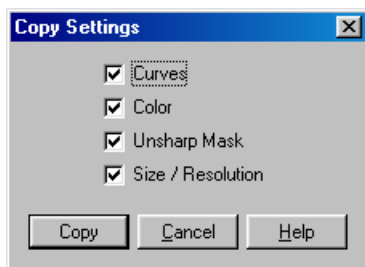 Copy Settings
Curves
Color
Unsharp Mask
Size / Resolution
Copy Cancel Help